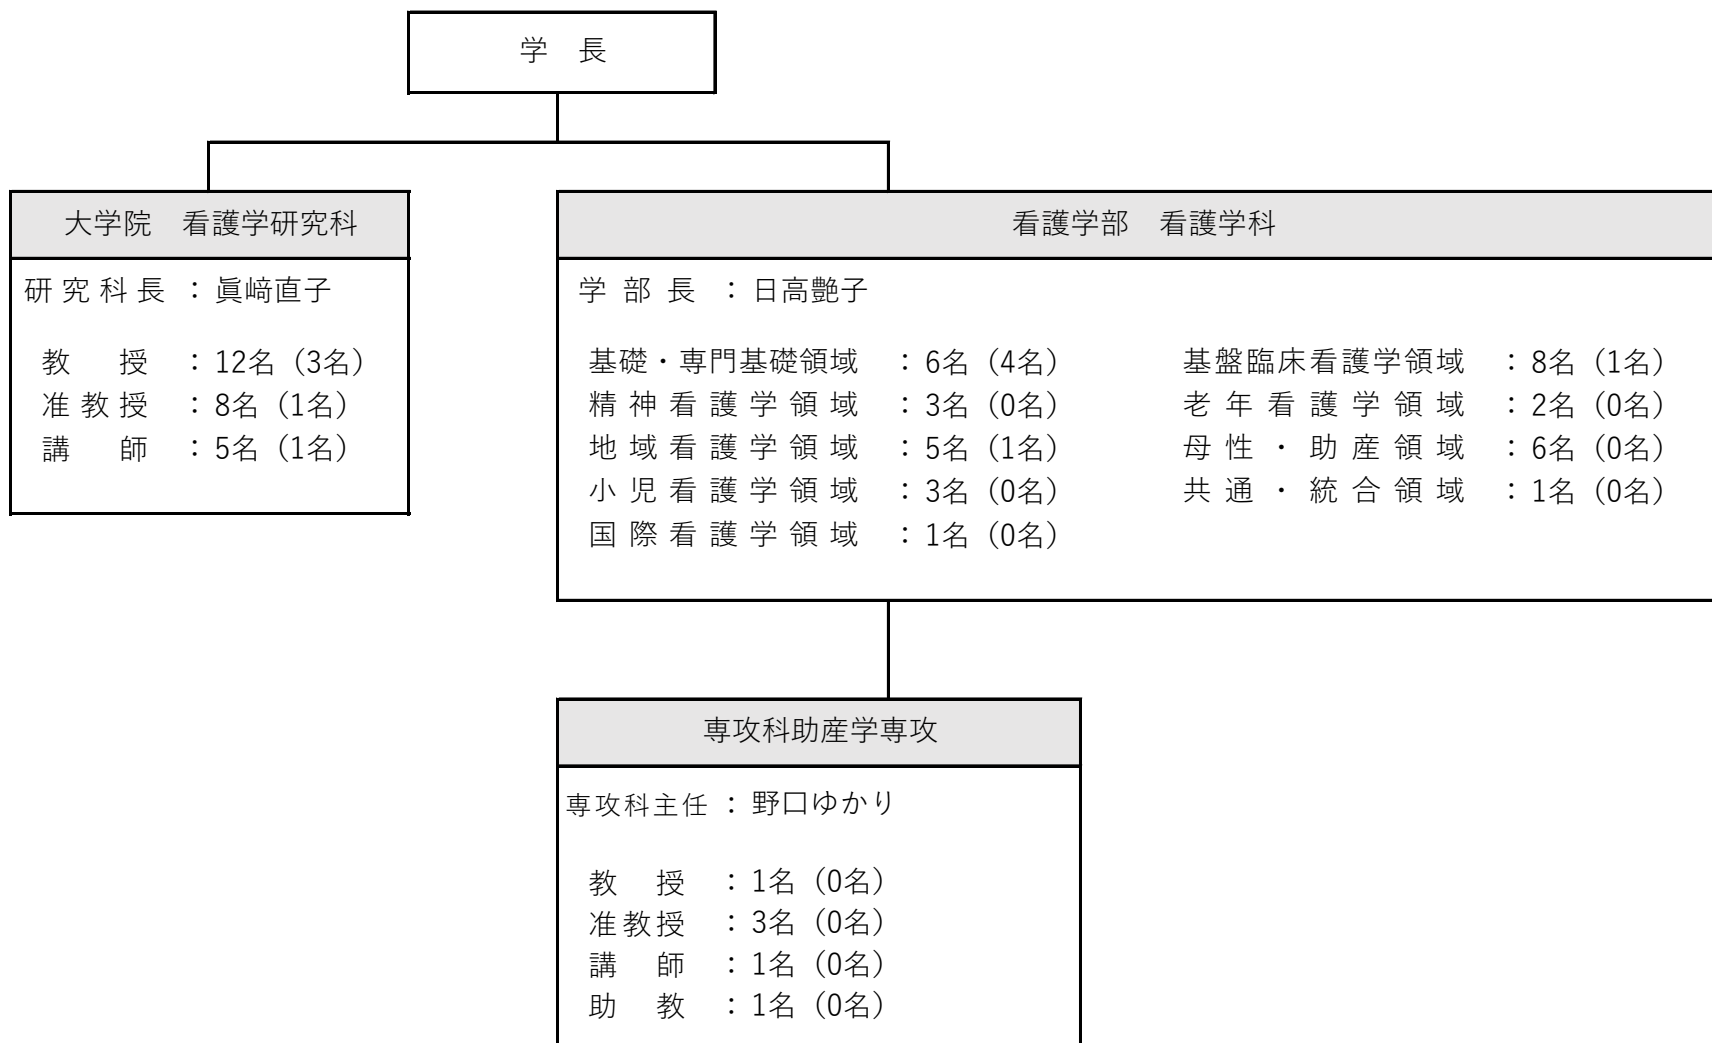 学　長
大学院　看護学研究科
研究科長：眞﨑直子
教　授：12名（3名）
准教授：8名（1名）
講　師：5名（1名）
看護学部　看護学科
学部長：日高艶子
基礎・専門基礎領域：6名（4名）
精神看護学領域：3名（0名）
地域看護学領域：5名（1名）
小児看護学領域：3名（0名）
国際看護学領域：1名（0名）
基盤臨床看護学領域：8名（1名）
老年看護学領域：2名（0名）
母性・助産領域：6名（0名）
共通・統合領域：1名（0名）
専攻科助産学専攻
専攻科主任：野口ゆかり
教　授：1名（0名）
准教授：3名（0名）
講　師：1名（0名）
助　教：1名（0名）